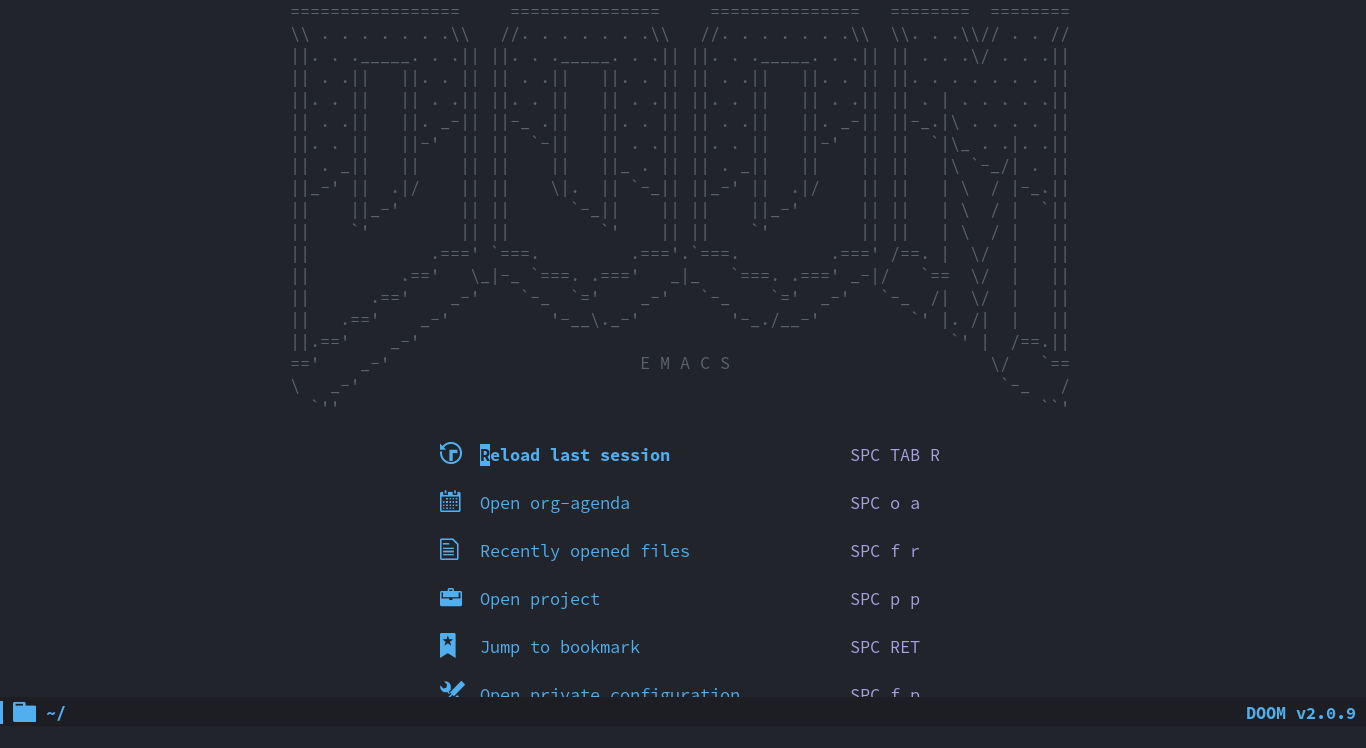 E M A C S
Reload last session SPC TAB R
Open org-agenda SPC o a
Recently opened files SPC f r
Open project SPC p p
Jump to bookmark SPC RET
Open private configuration SPC f p
~/ DOOM v2.0.9